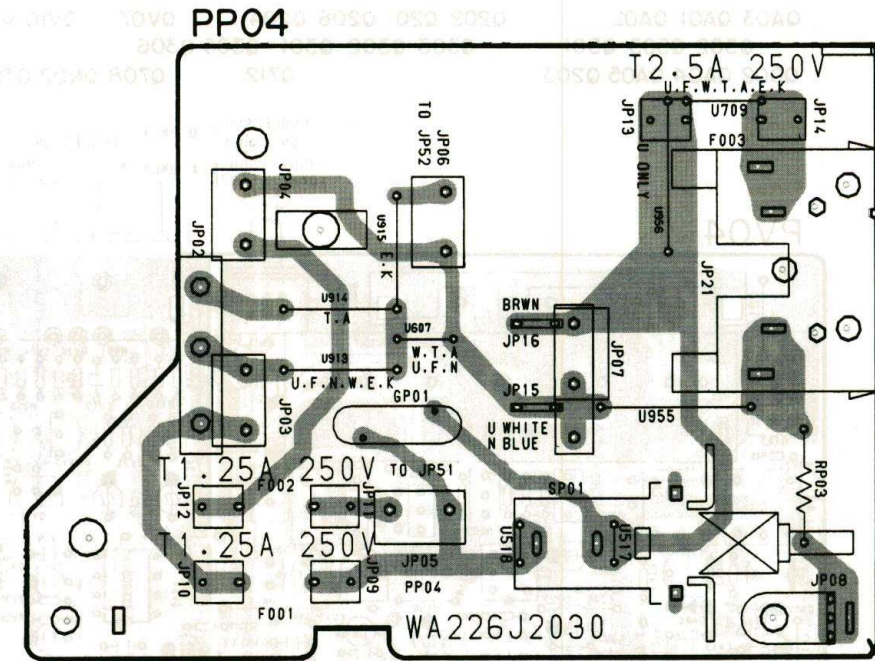 PP04
T2.5A 250V
U.F.W.T.A.E.K
JP13
U709
JP14
F003
U ONLY
U956
JP21
TO JP52
JP06
JP04
JP02
U915
E.K
U914
T.A
U607
W.T.A
U.F.N
U913
U.F.N.W.E.K
GP01
JP03
BRWN
JP16
JP07
JP15
U WHITE
N BLUE
U955
RP03
T1.25A 250V
F002
TO JP51
JP12
JP11
SP01
T1.25A 250V
JP05
U518
U517
JP10
JP09
PP04
F001
JP08
WA226J2030